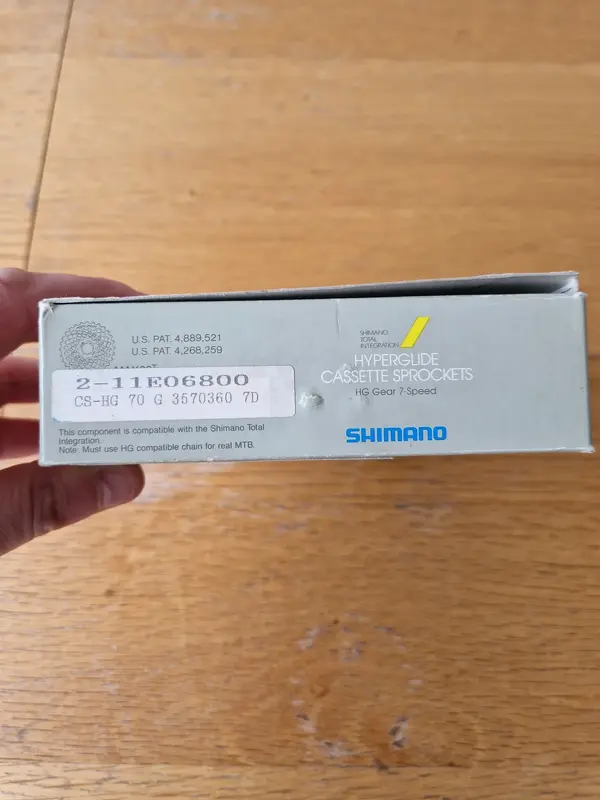 U.S. PAT. 4,889,521
U.S. PAT. 4,268,259
2-11E06800
CS-HG 70 G 3570360 7D
This component is compatible with the Shimano Total
Integration.
Note: Must use HG compatible chain for real MTB.
SHIMANO
TOTAL
INTEGRATION
HYPERGLIDE
CASSETTE SPROCKETS
HG Gear 7-Speed
SHIMANO